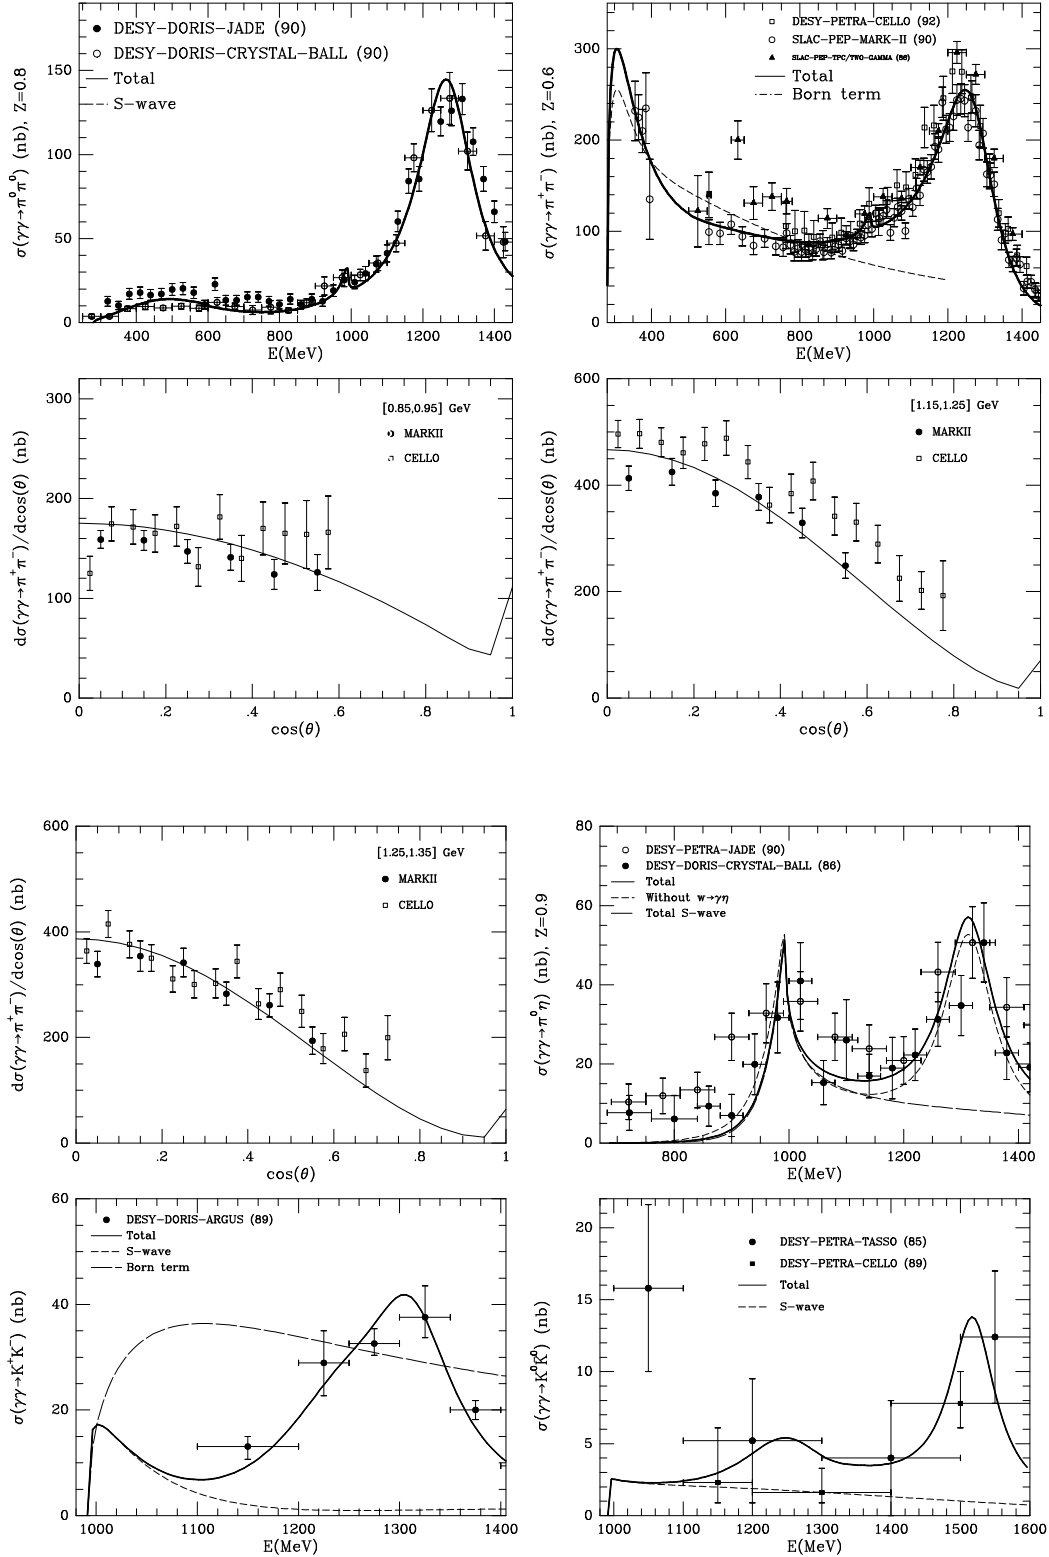 σ(γγ→π⁰π⁰) (nb), Z=0.8
DESY-DORIS-JADE (90)
DESY-DORIS-CRYSTAL-BALL (90)
Total
S-wave
150
100
50
0
400 600 800 1000 1200 1400
E(MeV)
σ(γγ→π⁺π⁻) (nb), Z=0.6
DESY-PETRA-CELLO (92)
SLAC-PEP-MARK-II (90)
SLAC-PEP-TPC/TWO-GAMMA (86)
Total
Born term
300
200
100
0
400 600 800 1000 1200 1400
E(MeV)
dσ(γγ→π⁺π⁻)/dcos(θ) (nb)
[0.85,0.95] GeV
MARKII
CELLO
300
200
100
0
0 .2 .4 .6 .8 1
cos(θ)
dσ(γγ→π⁺π⁻)/dcos(θ) (nb)
[1.15,1.25] GeV
MARKII
CELLO
600
400
200
0
0 .2 .4 .6 .8 1
cos(θ)
dσ(γγ→π⁺π⁻)/dcos(θ) (nb)
[1.25,1.35] GeV
MARKII
CELLO
600
400
200
0
0 .2 .4 .6 .8 1
cos(θ)
σ(γγ→π⁰η) (nb), Z=0.9
DESY-PETRA-JADE (90)
DESY-DORIS-CRYSTAL-BALL (86)
Total
Without w→γη
Total S-wave
80
60
40
20
0
800 1000 1200 1400
E(MeV)
σ(γγ→K⁺K⁻) (nb)
DESY-DORIS-ARGUS (89)
Total
S-wave
Born term
60
40
20
0
1000 1100 1200 1300 1400
E(MeV)
σ(γγ→K⁰K⁰) (nb)
DESY-PETRA-TASSO (85)
DESY-PETRA-CELLO (89)
Total
S-wave
20
15
10
5
0
1000 1100 1200 1300 1400 1500 1600
E(MeV)